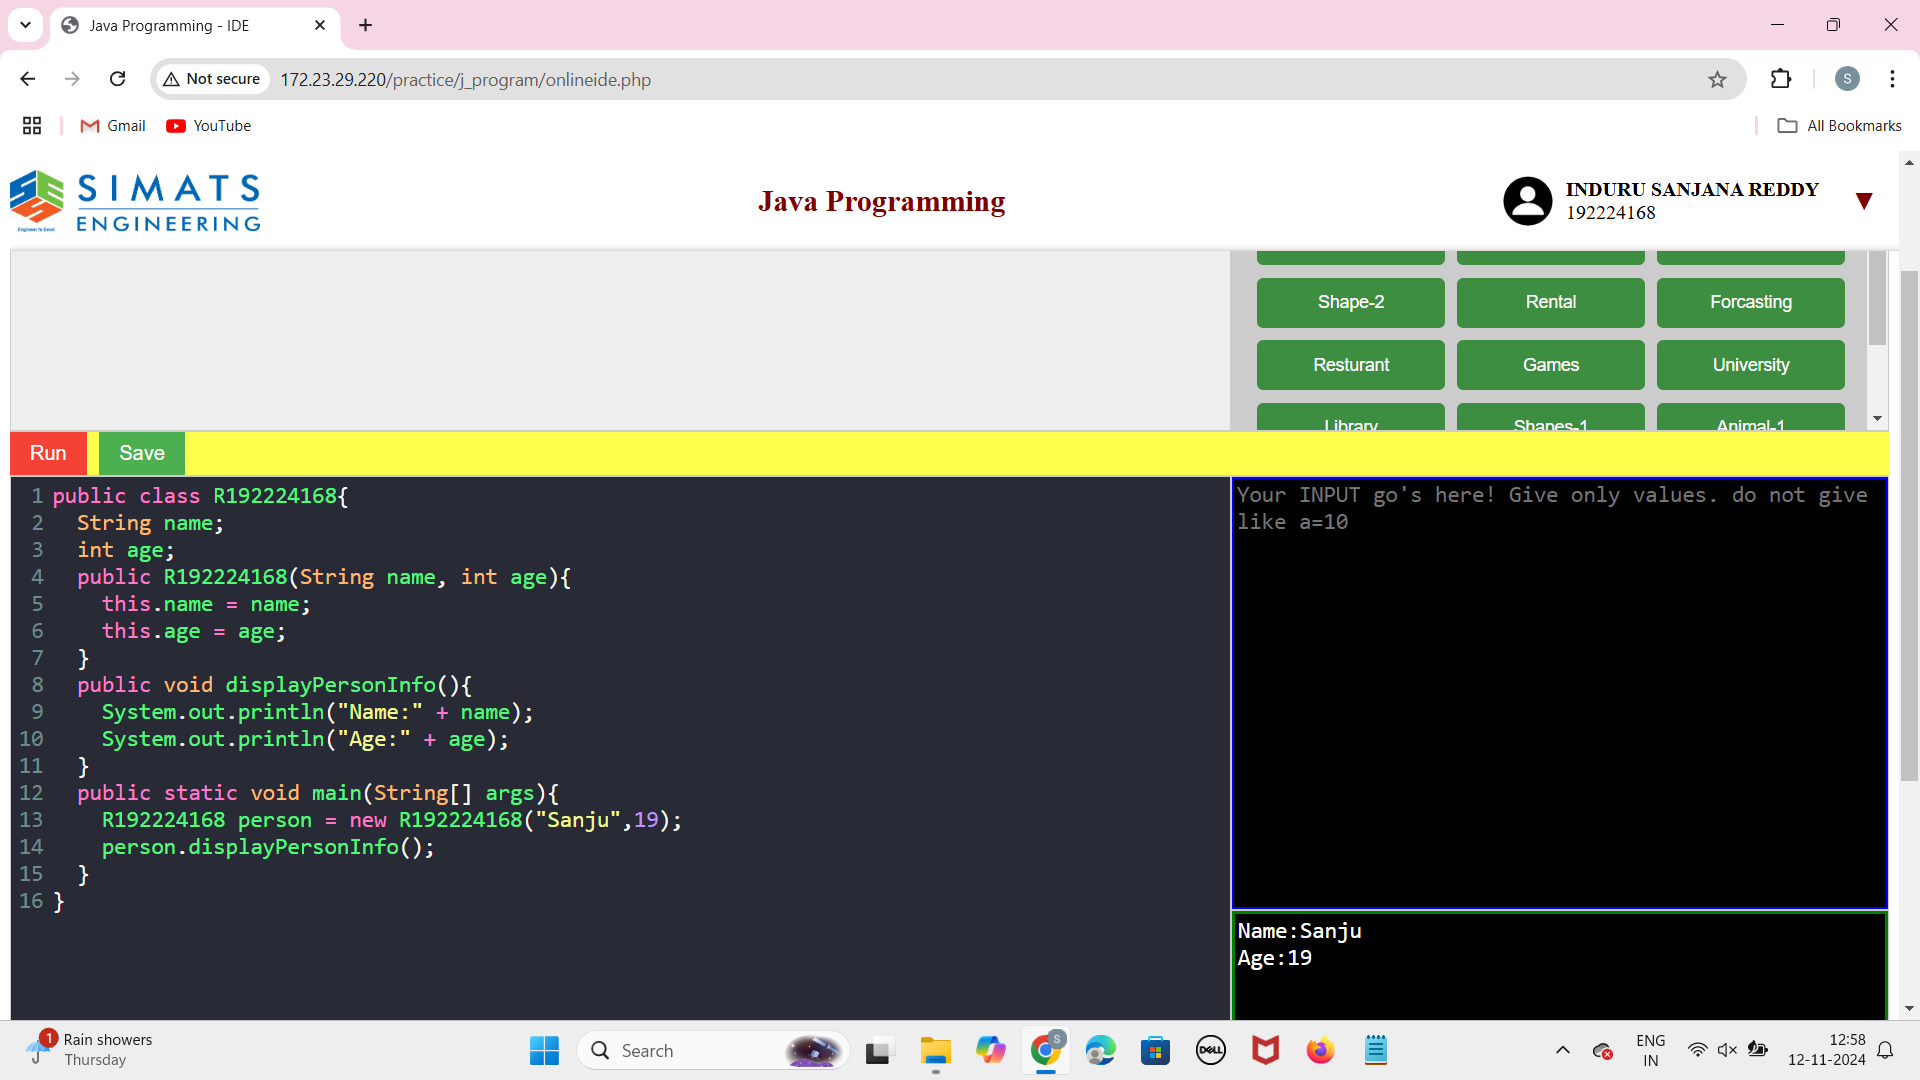 Java Programming - IDE
Not secure
172.23.29.220/practice/j_program/onlineide.php
S
Gmail
YouTube
All Bookmarks
SIMATS
ENGINEERING
Engineer to Excel
Java Programming
INDURU SANJANA REDDY
192224168
Shape-2
Rental
Forcasting
Resturant
Games
University
Library
Shapes-1
Animal-1
Run
Save
1 public class R192224168{
2 String name;
3 int age;
4 public R192224168(String name, int age){
5 this.name = name;
6 this.age = age;
7 }
8 public void displayPersonInfo(){
9 System.out.println("Name:" + name);
10 System.out.println("Age:" + age);
11 }
12 public static void main(String[] args){
13 R192224168 person = new R192224168("Sanju",19);
14 person.displayPersonInfo();
15 }
16 }
Your INPUT go's here! Give only values. do not give
like a=10
Name:Sanju
Age:19
1
Rain showers
Thursday
Search
S
DELL
ENG
IN
12:58
12-11-2024